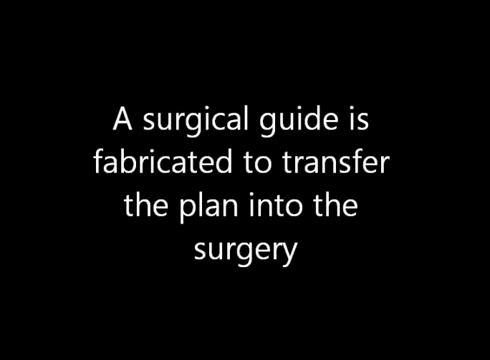 A surgical guide is
fabricated to transfer
the plan into the
surgery